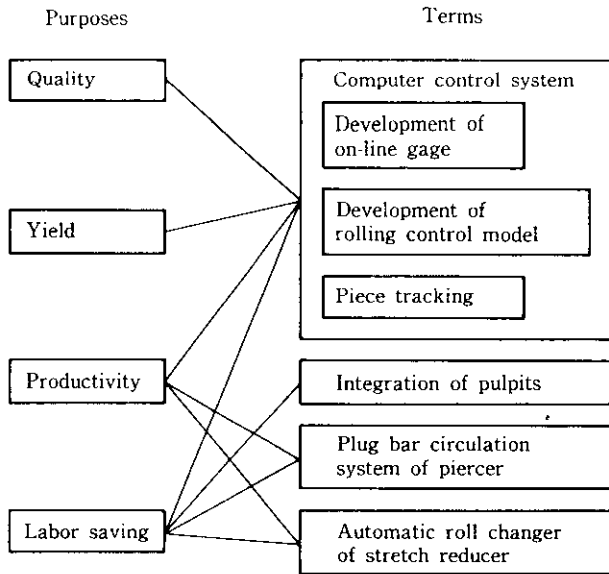 Purposes
Terms
Quality
Yield
Productivity
Labor saving
Computer control system
Development of
on-line gage
Development of
rolling control model
Piece tracking
Integration of pulpits
Plug bar circulation
system of piercer
Automatic roll changer
of stretch reducer